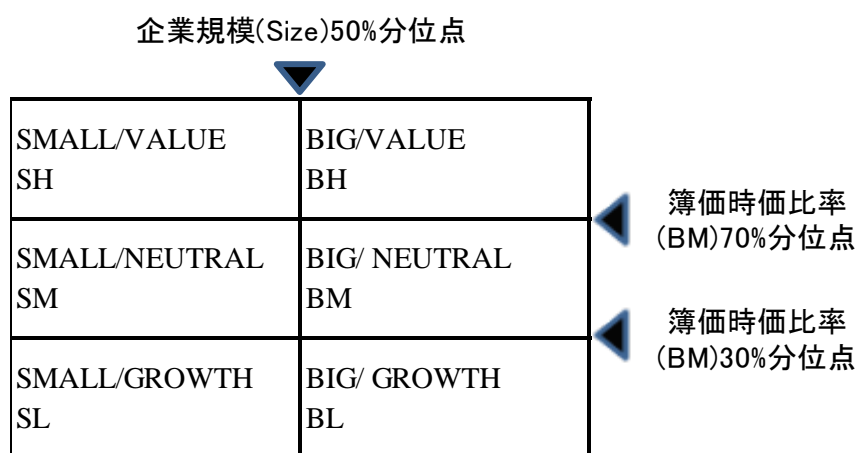 企業規模(Size)50%分位点
SMALL/VALUE
SH
BIG/VALUE
BH
簿価時価比率
(BM)70%分位点
SMALL/NEUTRAL
SM
BIG/ NEUTRAL
BM
簿価時価比率
(BM)30%分位点
SMALL/GROWTH
SL
BIG/ GROWTH
BL